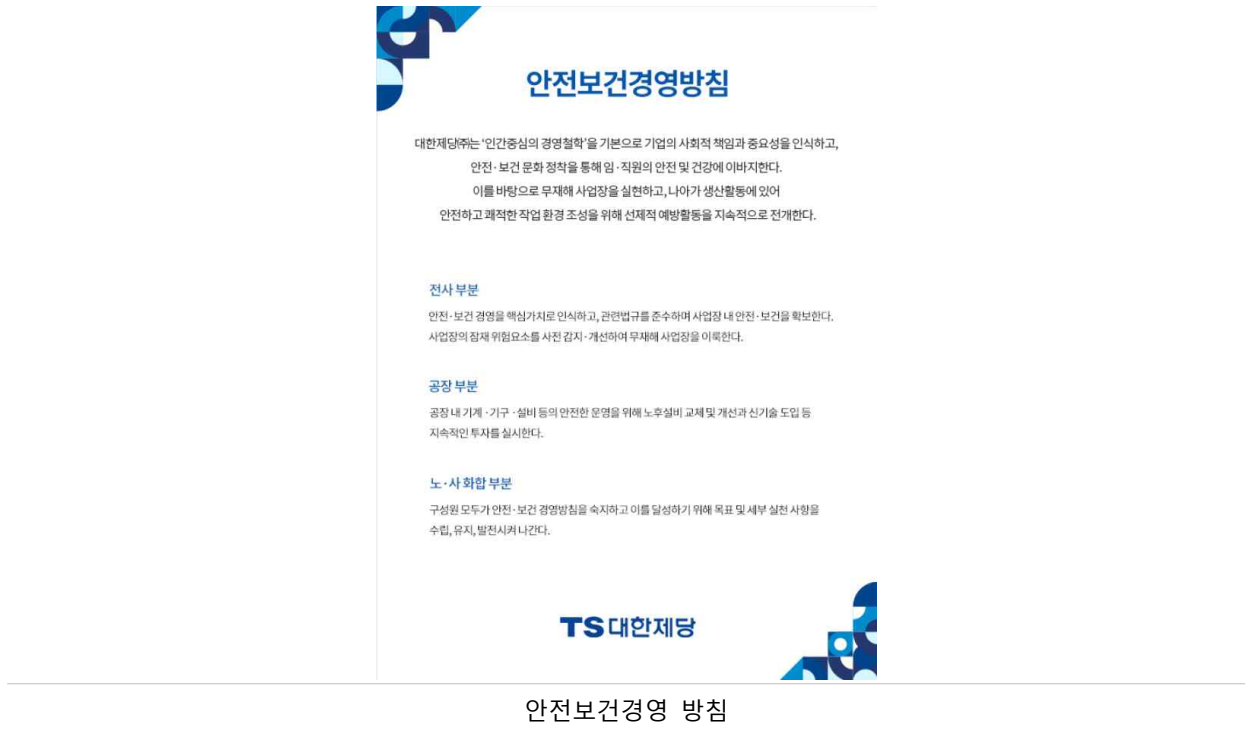 안전보건경영방침
대한제당㈜는 '인간중심의 경영철학'을 기본으로 기업의 사회적 책임과 중요성을 인식하고,
안전·보건 문화 정착을 통해 임·직원의 안전 및 건강에 이바지한다.
이를 바탕으로 무재해 사업장을 실현하고, 나아가 생산활동에 있어
안전하고 쾌적한 작업 환경 조성을 위해 선제적 예방활동을 지속적으로 전개한다.
전사 부분
안전·보건 경영을 핵심가치로 인식하고, 관련법규를 준수하며 사업장 내 안전·보건을 확보한다.
사업장의 잠재 위험요소를 사전 감지·개선하여 무재해 사업장을 이룩한다.
공장 부분
공장 내 기계 ·기구 ·설비 등의 안전한 운영을 위해 노후설비 교체 및 개선과 신기술 도입 등
지속적인 투자를 실시한다.
노·사 화합 부분
구성원 모두가 안전·보건 경영방침을 숙지하고 이를 달성하기 위해 목표 및 세부 실천 사항을
수립, 유지, 발전시켜 나간다.
TS 대한제당
안전보건경영 방침